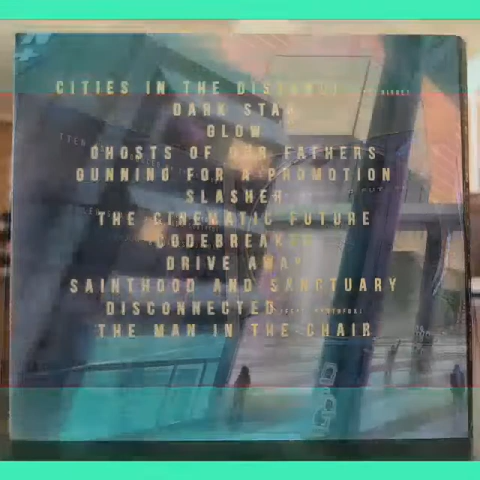 CITIES IN THE DISTANCE
DARK STAR
GLOW
GHOSTS OF OUR FATHERS
GUNNING FOR A PROMOTION
SLASHER
THE CINEMATIC FUTURE
CODEBREAKER
DRIVE AWAY
SAINTHOOD AND SANCTUARY
DISCONNECTED
THE MAN IN THE CHAIR